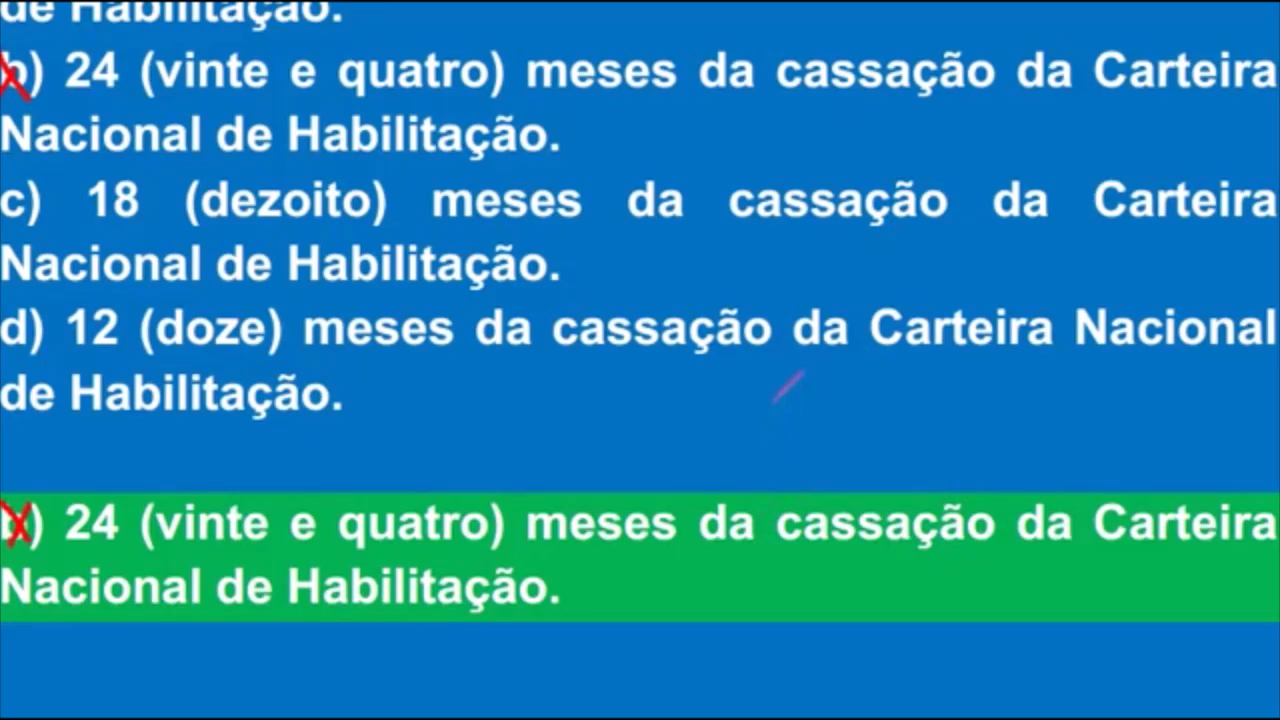 de Habilitação.
b) 24 (vinte e quatro) meses da cassação da Carteira
Nacional de Habilitação.
c) 18 (dezoito) meses da cassação da Carteira
Nacional de Habilitação.
d) 12 (doze) meses da cassação da Carteira Nacional
de Habilitação.
b) 24 (vinte e quatro) meses da cassação da Carteira
Nacional de Habilitação.